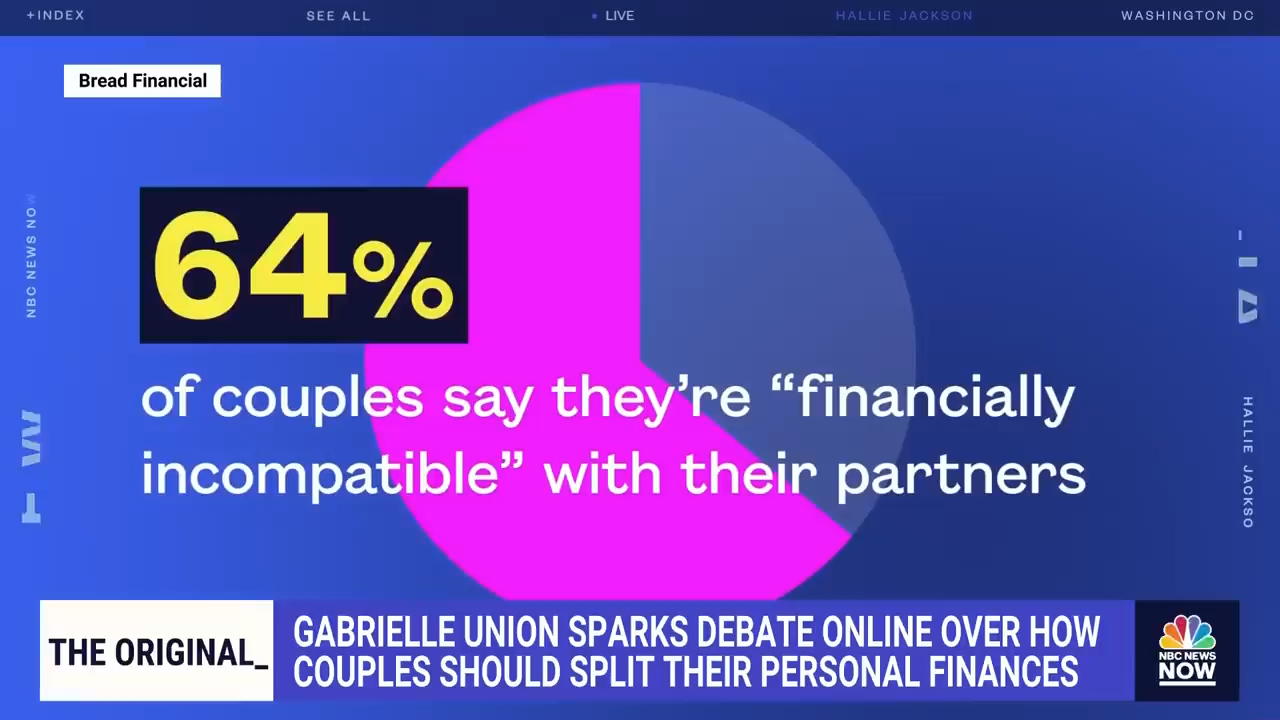 +INDEX
SEE ALL
LIVE
HALLIE JACKSON
WASHINGTON DC
Bread Financial
NBC NEWS NOW
64%
of couples say they're “financially
incompatible” with their partners
HALLIE JACKSO
THE ORIGINAL_
GABRIELLE UNION SPARKS DEBATE ONLINE OVER HOW
COUPLES SHOULD SPLIT THEIR PERSONAL FINANCES
NBC NEWS
NOW